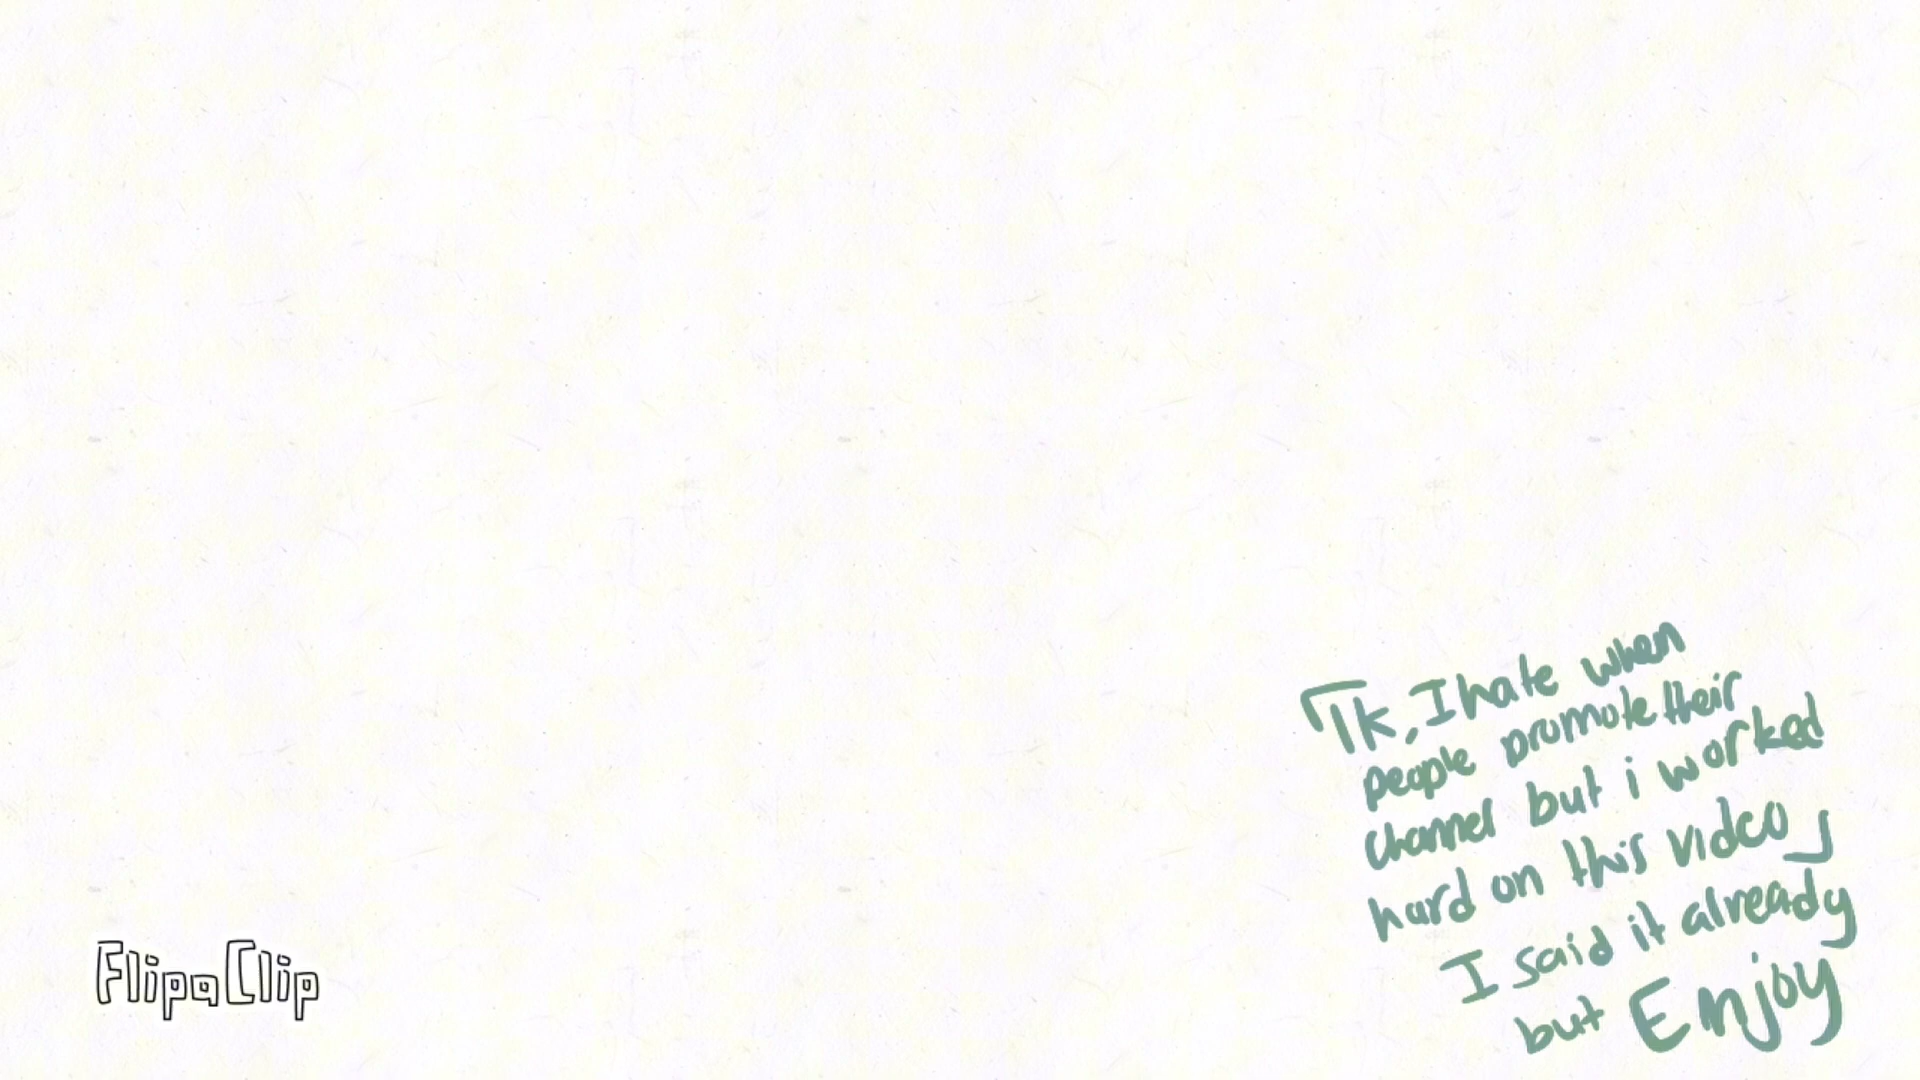 「Ik, I hate when
people promote their
channel but i worked
hard on this video」
I said it already
but Enjoy
FlipaClip